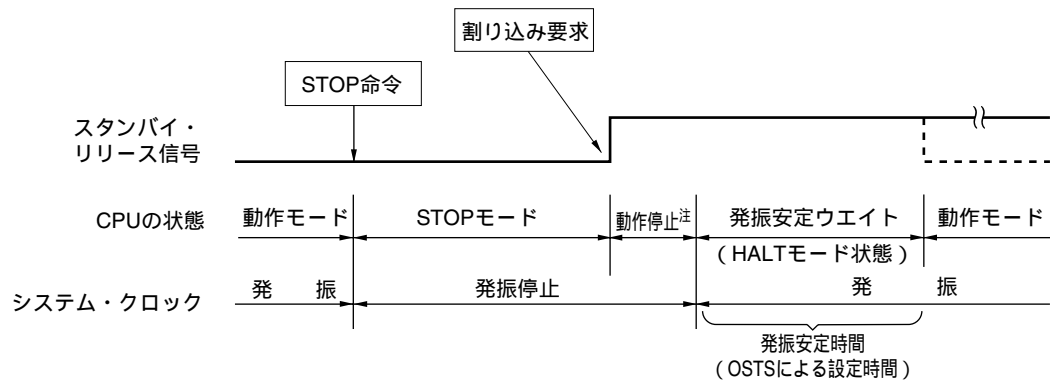 割り込み要求
STOP命令
スタンバイ・
リリース信号
CPUの状態
動作モード
STOPモード
動作停止注
発振安定ウエイト
動作モード
（HALTモード状態）
システム・クロック
発　振
発振停止
発　振
発振安定時間
（OSTSによる設定時間）